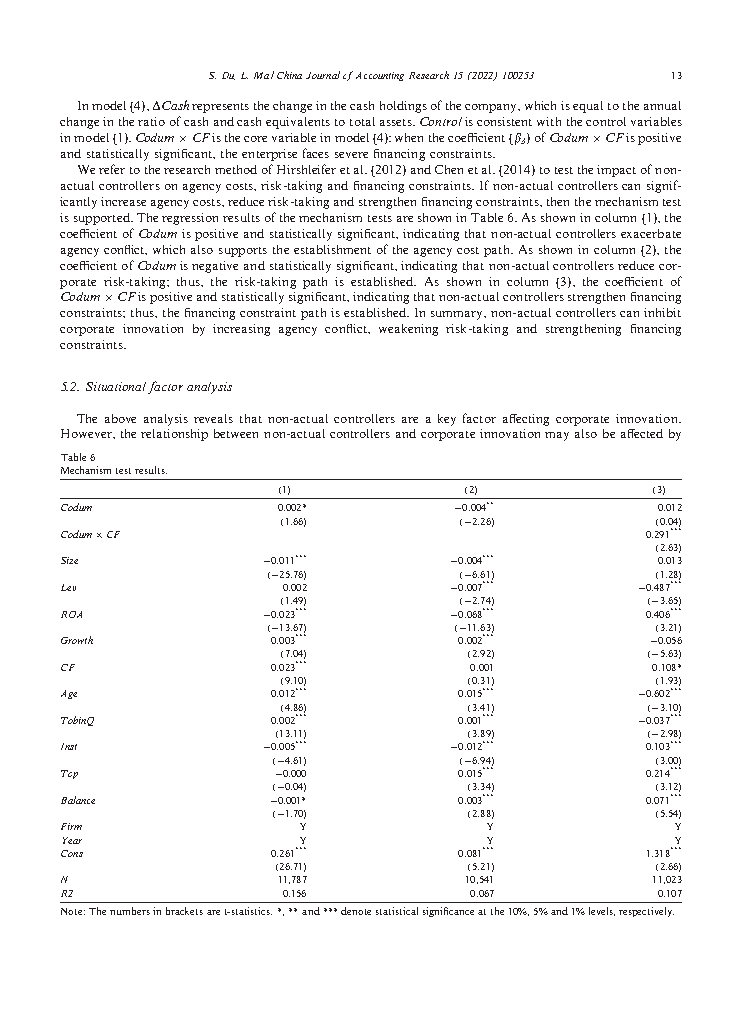 S. Du, L. Ma / China Journal of Accounting Research 15 (2022) 100253 13
In model (4), ΔCash represents the change in the cash holdings of the company, which is equal to the annual
change in the ratio of cash and cash equivalents to total assets. Control is consistent with the control variables
in model (1). Codum × CF is the core variable in model (4): when the coefficient (β₃) of Codum × CF is positive
and statistically significant, the enterprise faces severe financing constraints.
We refer to the research method of Hirshleifer et al. (2012) and Chen et al. (2014) to test the impact of non-
actual controllers on agency costs, risk-taking and financing constraints. If non-actual controllers can signif-
icantly increase agency costs, reduce risk-taking and strengthen financing constraints, then the mechanism test
is supported. The regression results of the mechanism tests are shown in Table 6. As shown in column (1), the
coefficient of Codum is positive and statistically significant, indicating that non-actual controllers exacerbate
agency conflict, which also supports the establishment of the agency cost path. As shown in column (2), the
coefficient of Codum is negative and statistically significant, indicating that non-actual controllers reduce cor-
porate risk-taking; thus, the risk-taking path is established. As shown in column (3), the coefficient of
Codum × CF is positive and statistically significant, indicating that non-actual controllers strengthen financing
constraints; thus, the financing constraint path is established. In summary, non-actual controllers can inhibit
corporate innovation by increasing agency conflict, weakening risk-taking and strengthening financing
constraints.
5.2. Situational factor analysis
The above analysis reveals that non-actual controllers are a key factor affecting corporate innovation.
However, the relationship between non-actual controllers and corporate innovation may also be affected by
Table 6
Mechanism test results.
(1) (2) (3)
Codum 0.002* −0.004** 0.012
(1.66) (−2.26) (0.04)
Codum × CF 0.291***
(2.63)
Size −0.011*** −0.004*** 0.013
(−25.76) (−6.61) (1.28)
Lev 0.002 −0.007*** −0.487***
(1.49) (−2.74) (−3.65)
ROA −0.023*** −0.068*** 0.406***
(−13.67) (−11.63) (3.21)
Growth 0.003*** 0.002*** −0.056
(7.04) (2.92) (−5.63)
CF 0.023*** 0.001 0.108*
(9.10) (0.31) (1.93)
Age 0.012*** 0.015*** −0.602***
(4.86) (3.41) (−3.10)
TobinQ 0.002*** 0.001*** −0.037***
(13.11) (3.89) (−2.98)
Inst −0.005*** −0.012*** 0.103***
(−4.61) (−6.94) (3.00)
Top −0.000 0.015*** 0.214***
(−0.04) (3.34) (3.12)
Balance −0.001* 0.003*** 0.071***
(−1.70) (2.88) (5.54)
Firm Y Y Y
Year Y Y Y
Cons 0.261*** 0.081*** 1.318***
(26.71) (5.21) (2.66)
N 11,787 10,541 11,023
R2 0.156 0.067 0.107
Note: The numbers in brackets are t-statistics. *, ** and *** denote statistical significance at the 10%, 5% and 1% levels, respectively.